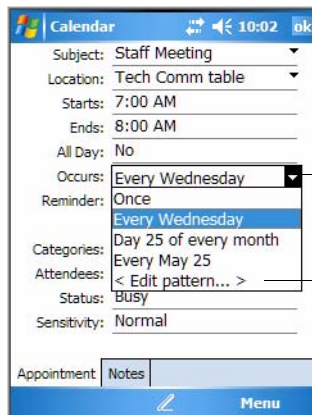 Calendar 10:02 ok
Subject: Staff Meeting
Location: Tech Comm table
Starts: 7:00 AM
Ends: 8:00 AM
All Day: No
Occurs: Every Wednesday
Reminder: Once
Every Wednesday
Day 25 of every month
Categories: Every May 25
Attendees: < Edit pattern... >
Status: Busy
Sensitivity: Normal
Appointment Notes
Menu